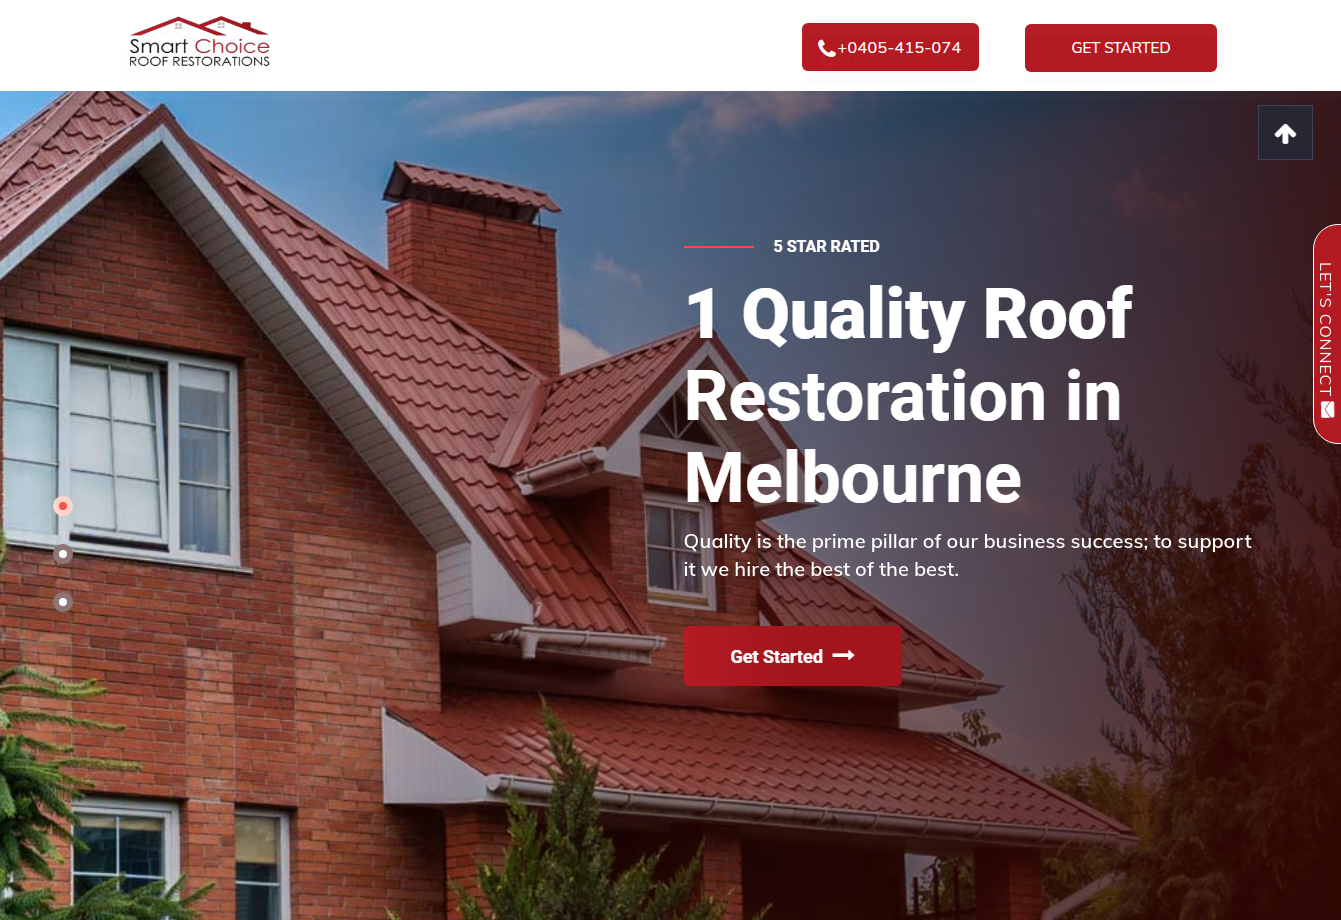 Smart Choice
ROOF RESTORATIONS
+0405-415-074
GET STARTED
5 STAR RATED
1 Quality Roof
Restoration in
Melbourne
Quality is the prime pillar of our business success; to support
it we hire the best of the best.
Get Started
LET'S CONNECT